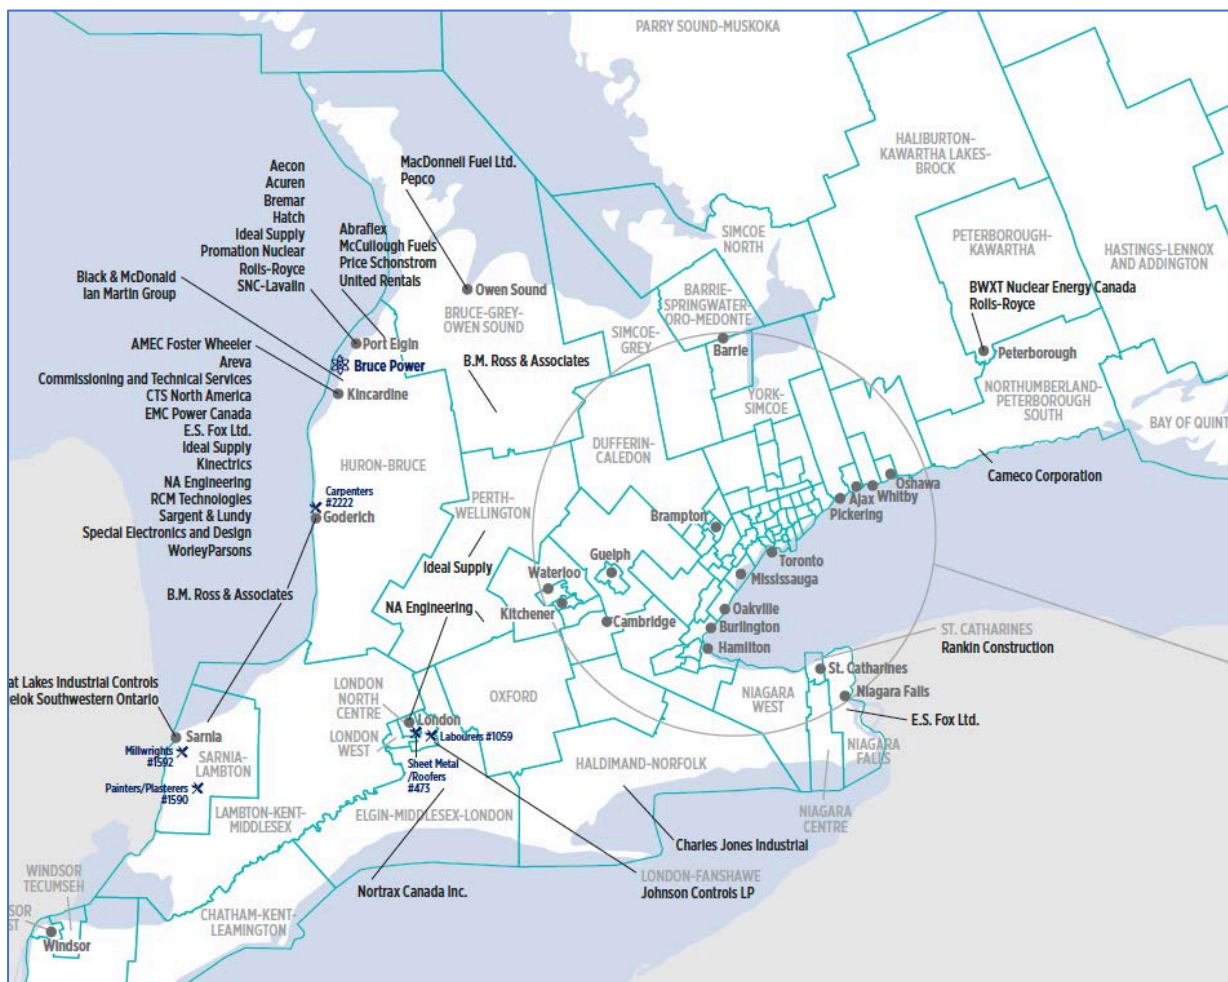 PARRY SOUND-MUSKOKA
HALIBURTON-
KAWARTHA LAKES-
BROCK
Aecon
Acuren
Bremar
Hatch
Ideal Supply
Promation Nuclear
Rolls-Royce
SNC-Lavalin
MacDonnell Fuel Ltd.
Pepco
Abraflex
McCullough Fuels
Price Schonstrom
United Rentals
SIMCOE
NORTH
PETERBOROUGH-
KAWARTHA
HASTINGS-LENNOX
AND ADDINGTON
Black & McDonald
Ian Martin Group
Owen Sound
BRUCE-GREY-
OWEN SOUND
BARRIE-
SPRINGWATER-
ORO-MEDONTE
BWXT Nuclear Energy Canada
Rolls-Royce
SIMCOE-
GREY
Port Elgin
Barrie
Peterborough
Bruce Power
B.M. Ross & Associates
Kincardine
AMEC Foster Wheeler
Areva
Commissioning and Technical Services
CTS North America
EMC Power Canada
E.S. Fox Ltd.
Ideal Supply
Kinectrics
NA Engineering
RCM Technologies
Sargent & Lundy
Special Electronics and Design
WorleyParsons
YORK-
SIMCOE
NORTHUMBERLAND-
PETERBOROUGH
SOUTH
BAY OF QUINT
DUFFERIN-
CALEDON
HURON-BRUCE
Cameco Corporation
Oshawa
Whitby
Ajax
Pickering
Carpenters
#2222
Goderich
PERTH-
WELLINGTON
Brampton
Toronto
Guelph
Ideal Supply
Waterloo
Mississauga
B.M. Ross & Associates
NA Engineering
Kitchener
Cambridge
Oakville
Burlington
Hamilton
ST. CATHARINES
Rankin Construction
St. Catharines
at Lakes Industrial Controls
elok Southwestern Ontario
LONDON
NORTH
CENTRE
OXFORD
NIAGARA
WEST
Niagara Falls
E.S. Fox Ltd.
London
Sarnia
LONDON
WEST
Labourers #1059
Millwrights
#1592
SARNIA-
LAMBTON
Sheet Metal
/Roofers
#473
HALDIMAND-NORFOLK
NIAGARA
FALLS
Painters/Plasterers
#1590
LAMBTON-KENT-
MIDDLESEX
ELGIN-MIDDLESEX-LONDON
NIAGARA
CENTRE
Charles Jones Industrial
WINDSOR
TECUMSEH
LONDON-FANSHAWE
Johnson Controls LP
Nortrax Canada Inc.
SOR
ST
CHATHAM-KENT-
LEAMINGTON
Windsor